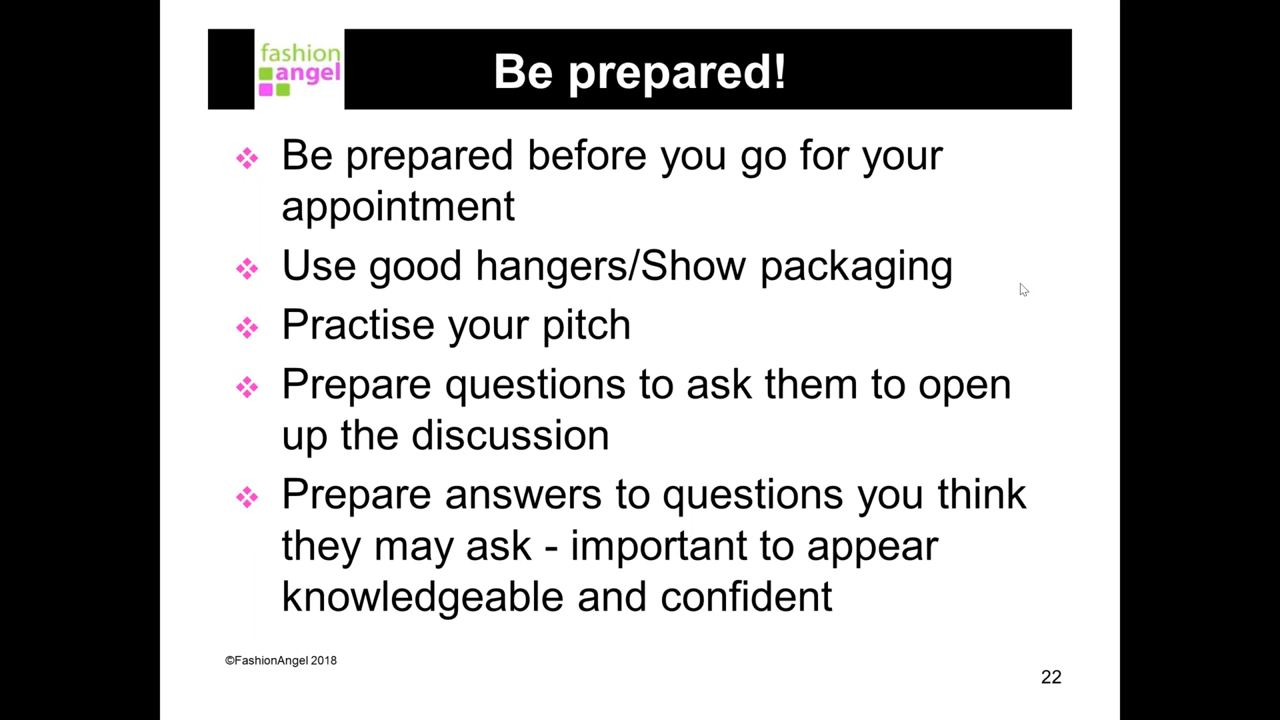 fashion
angel
Be prepared!
Be prepared before you go for your
appointment
Use good hangers/Show packaging
Practise your pitch
Prepare questions to ask them to open
up the discussion
Prepare answers to questions you think
they may ask - important to appear
knowledgeable and confident
©FashionAngel 2018
22